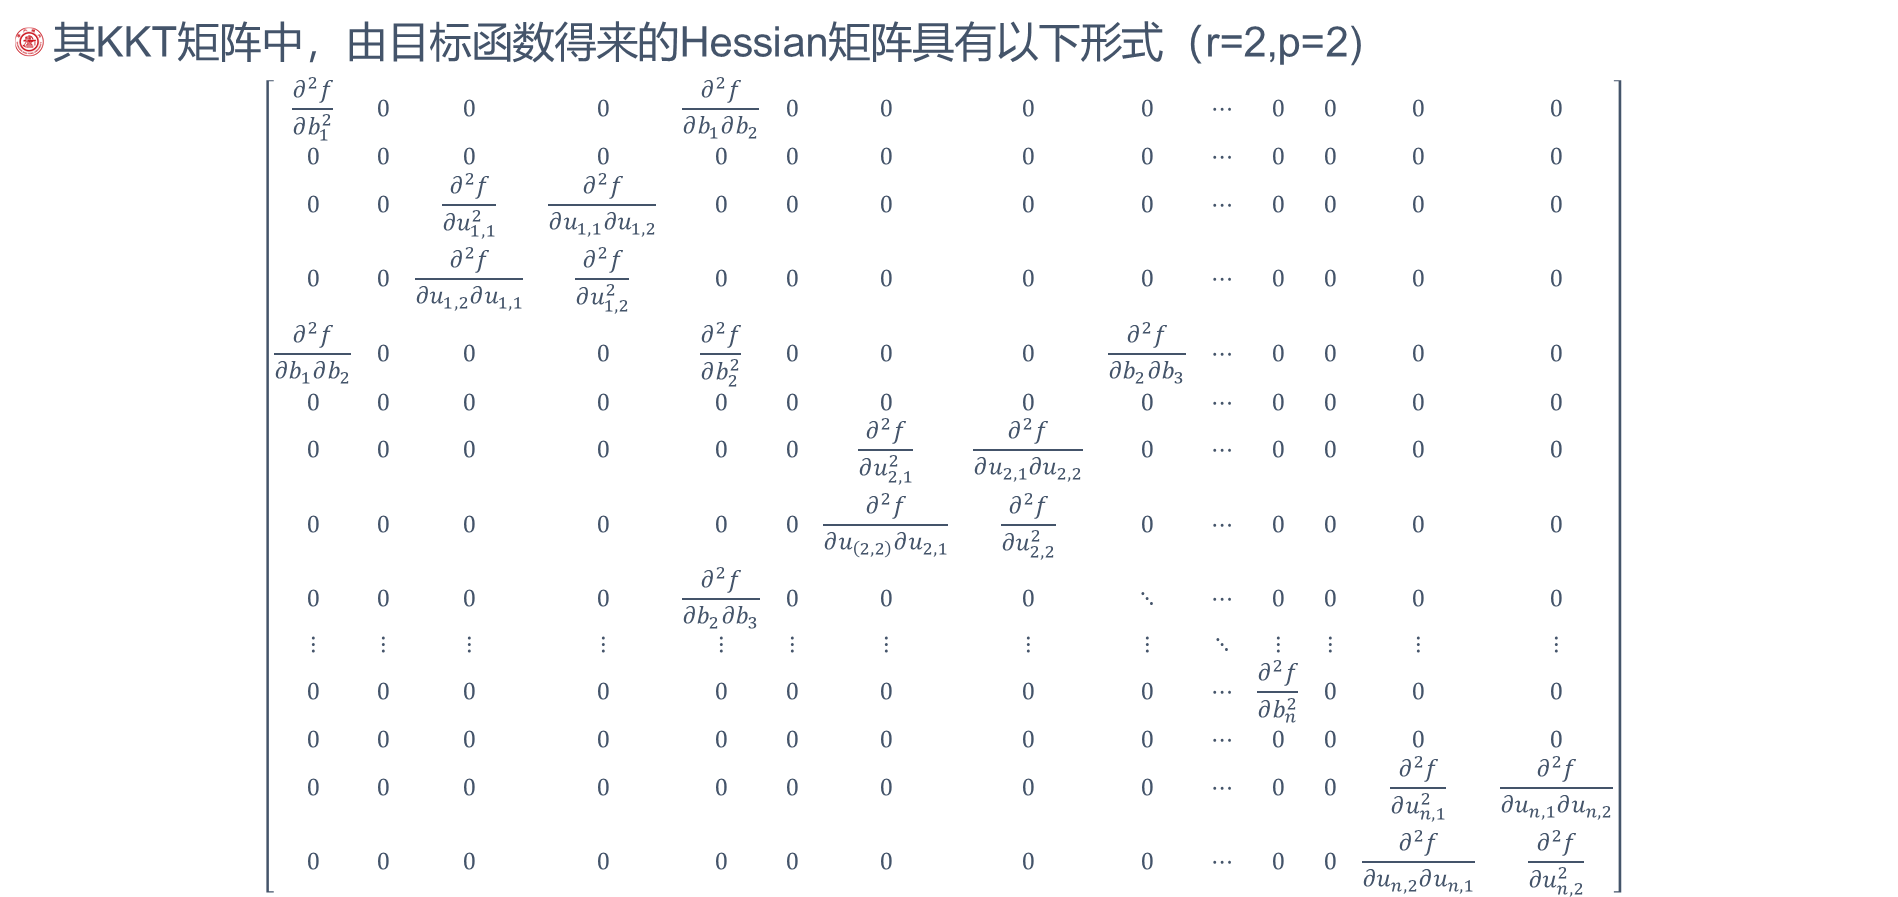 其KKT矩阵中，由目标函数得来的Hessian矩阵具有以下形式（r=2,p=2)
∂²f/∂b₁² 0 0 0 ∂²f/∂b₁∂b₂ 0 0 0 0 ⋯ 0 0 0 0
0 0 0 0 0 0 0 0 0 ⋯ 0 0 0 0
0 0 ∂²f/∂u²₁,₁ ∂²f/∂u₁,₁∂u₁,₂ 0 0 0 0 0 ⋯ 0 0 0 0
0 0 ∂²f/∂u₁,₂∂u₁,₁ ∂²f/∂u²₁,₂ 0 0 0 0 0 ⋯ 0 0 0 0
∂²f/∂b₁∂b₂ 0 0 0 ∂²f/∂b₂² 0 0 0 ∂²f/∂b₂∂b₃ ⋯ 0 0 0 0
0 0 0 0 0 0 0 0 0 ⋯ 0 0 0 0
0 0 0 0 0 0 ∂²f/∂u²₂,₁ ∂²f/∂u₂,₁∂u₂,₂ 0 ⋯ 0 0 0 0
0 0 0 0 0 0 ∂²f/∂u₍₂,₂₎∂u₂,₁ ∂²f/∂u²₂,₂ 0 ⋯ 0 0 0 0
0 0 0 0 ∂²f/∂b₂∂b₃ 0 0 0 ⋱ ⋯ 0 0 0 0
⋮ ⋮ ⋮ ⋮ ⋮ ⋮ ⋮ ⋮ ⋮ ⋱ ⋮ ⋮ ⋮ ⋮
0 0 0 0 0 0 0 0 0 ⋯ ∂²f/∂bₙ² 0 0 0
0 0 0 0 0 0 0 0 0 ⋯ 0 0 0 0
0 0 0 0 0 0 0 0 0 ⋯ 0 0 ∂²f/∂u²ₙ,₁ ∂²f/∂uₙ,₁∂uₙ,₂
0 0 0 0 0 0 0 0 0 ⋯ 0 0 ∂²f/∂uₙ,₂∂uₙ,₁ ∂²f/∂u²ₙ,₂